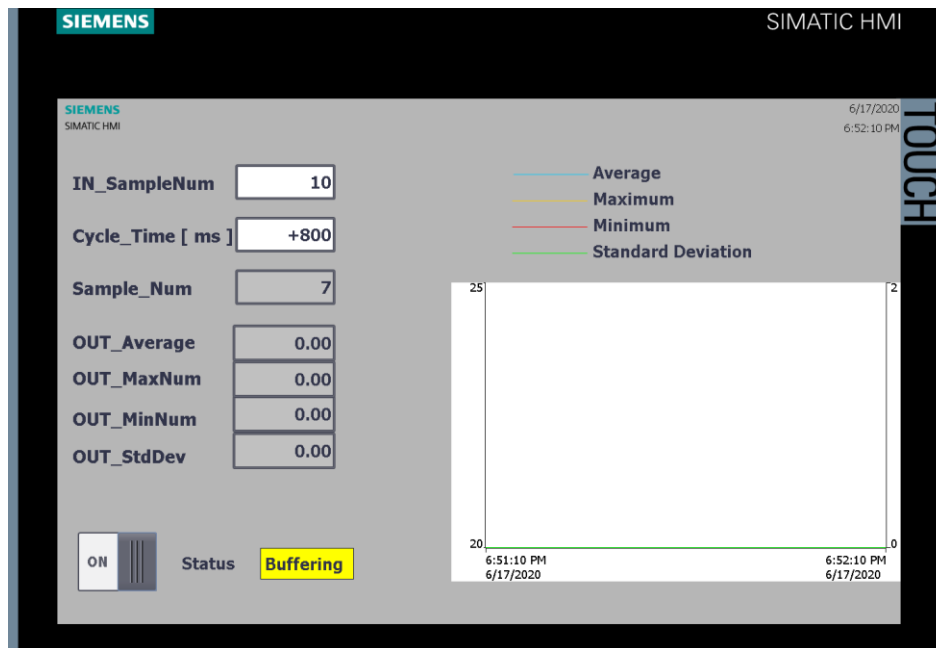 SIEMENS
SIMATIC HMI
SIEMENS
SIMATIC HMI
6/17/2020
6:52:10 PM
TOUCH
IN_SampleNum 10
Cycle_Time [ ms ] +800
Sample_Num 7
OUT_Average 0.00
OUT_MaxNum 0.00
OUT_MinNum 0.00
OUT_StdDev 0.00
ON
Status Buffering
Average
Maximum
Minimum
Standard Deviation
25 2
20 0
6:51:10 PM 6:52:10 PM
6/17/2020 6/17/2020